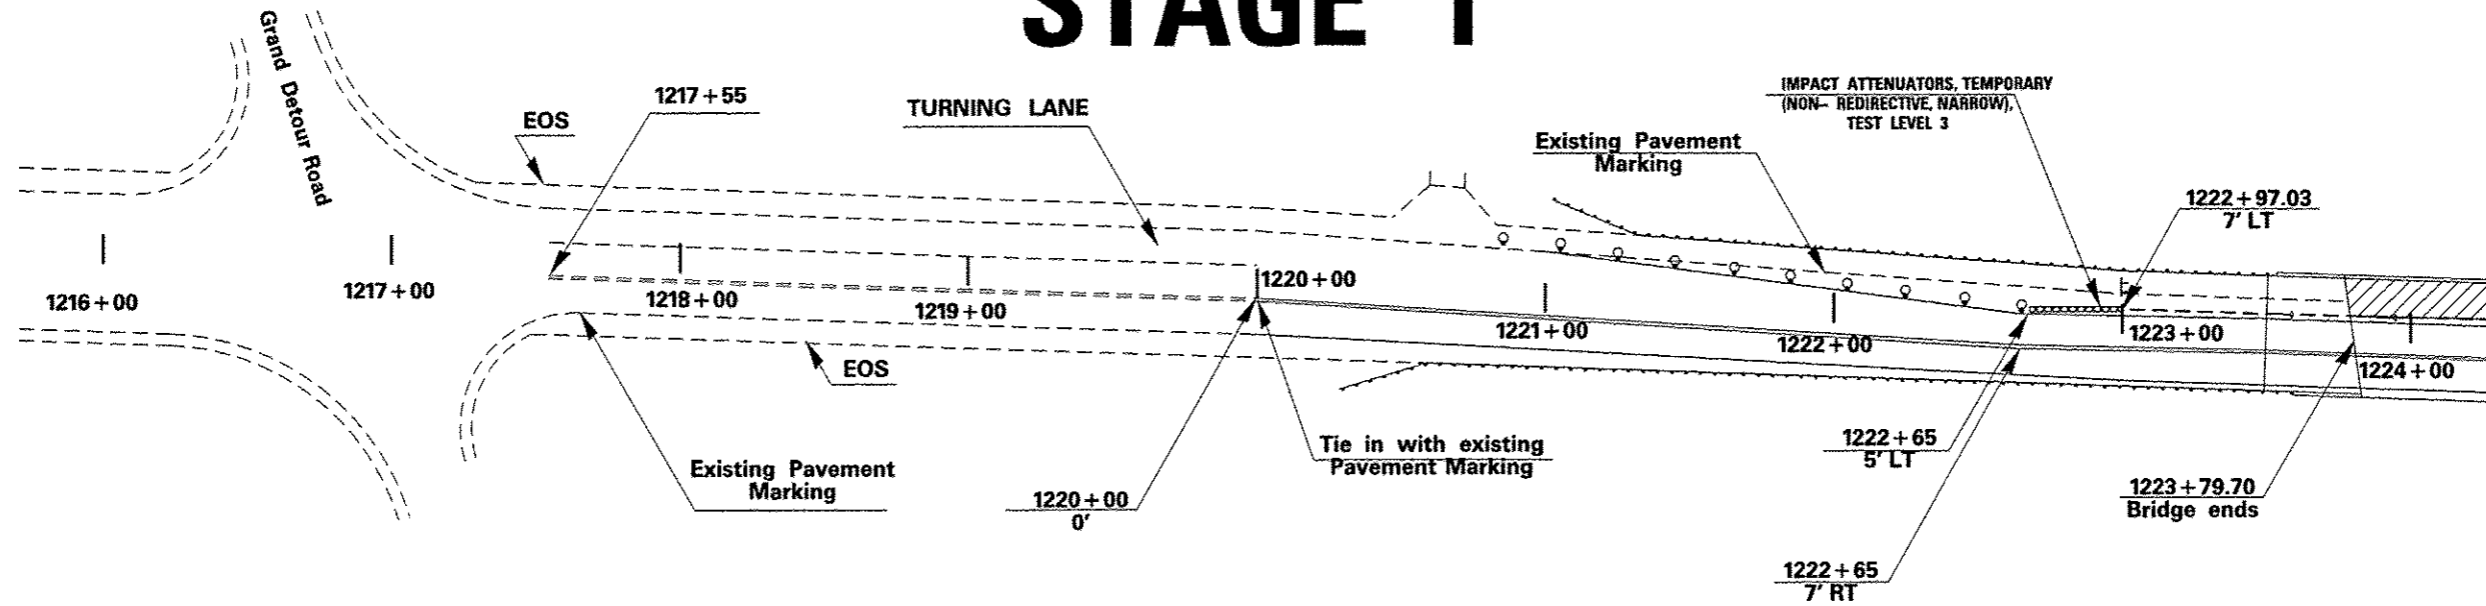 STAGE 1
Grand Detour Road
1217+55
EOS
TURNING LANE
IMPACT ATTENUATORS, TEMPORARY
(NON- REDIRECTIVE, NARROW),
TEST LEVEL 3
Existing Pavement
Marking
1222+97.03
7' LT
1216+00
1217+00
1218+00
1219+00
1220+00
1221+00
1222+00
1223+00
1224+00
EOS
Existing Pavement
Marking
1220+00
0'
Tie in with existing
Pavement Marking
1222+65
5' LT
1223+79.70
Bridge ends
1222+65
7' RT